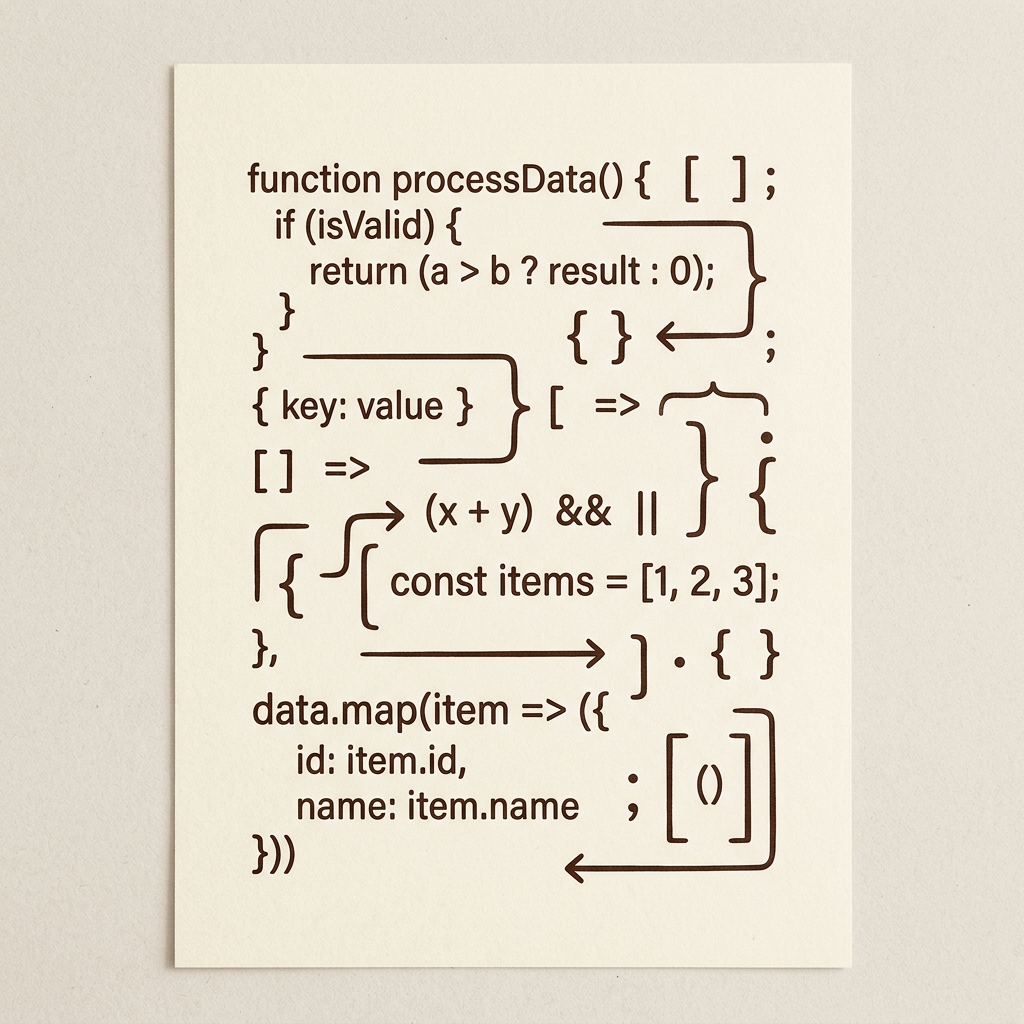 function processData() { [ ] ;
if (isValid) {
return (a > b ? result : 0);
}
{ }
} ;
{ key: value } } [ =>
[ ] => } .
{
(x + y) && ||
{ [ const items = [1, 2, 3];
}, ] . { }
data.map(item => ({
id: item.id,
name: item.name ; [ () ]
}))